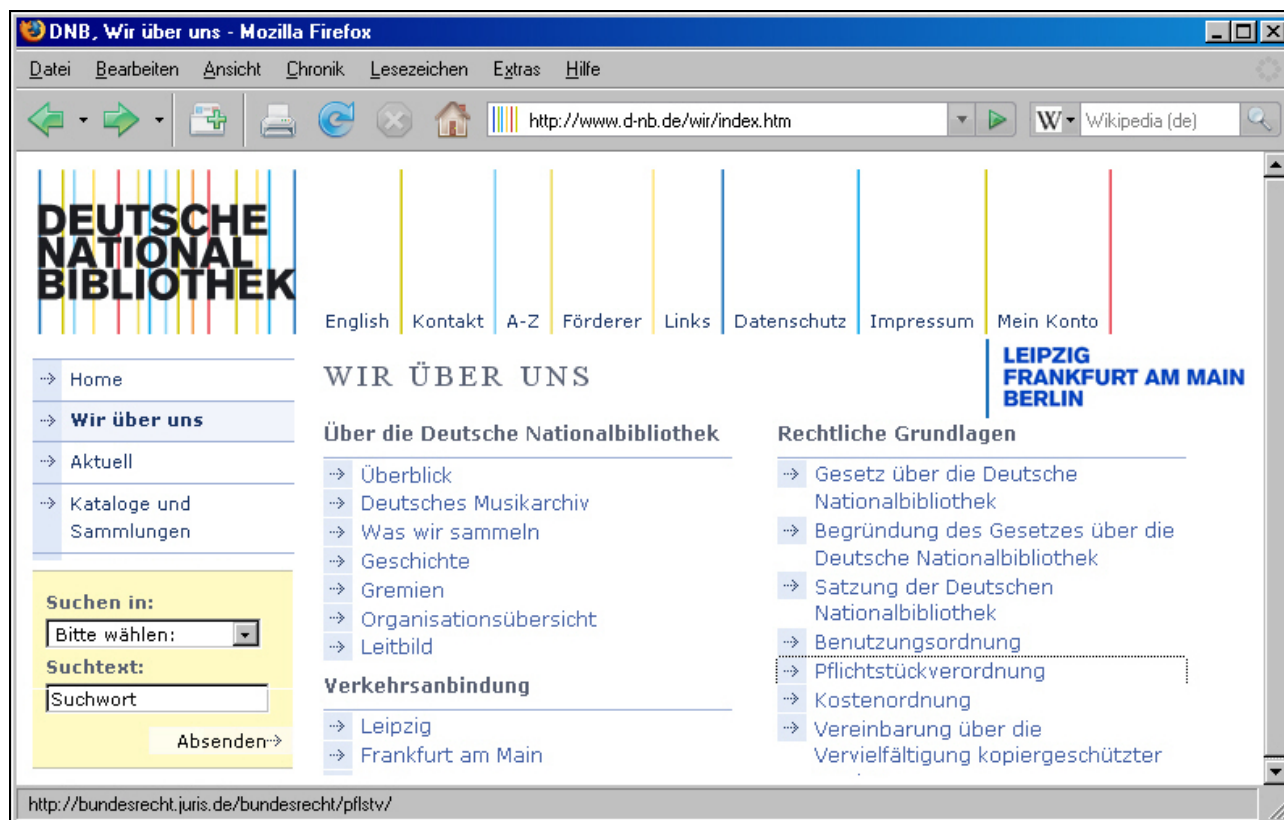 DNB, Wir über uns - Mozilla Firefox
Datei Bearbeiten Ansicht Chronik Lesezeichen Extras Hilfe
http://www.d-nb.de/wir/index.htm W Wikipedia (de)
DEUTSCHE
NATIONAL
BIBLIOTHEK
English Kontakt A-Z Förderer Links Datenschutz Impressum Mein Konto
LEIPZIG
FRANKFURT AM MAIN
BERLIN
Home
Wir über uns
Aktuell
Kataloge und
Sammlungen
Suchen in:
Bitte wählen:
Suchtext:
Suchwort
Absenden
WIR ÜBER UNS
Über die Deutsche Nationalbibliothek
Überblick
Deutsches Musikarchiv
Was wir sammeln
Geschichte
Gremien
Organisationsübersicht
Leitbild
Verkehrsanbindung
Leipzig
Frankfurt am Main
Rechtliche Grundlagen
Gesetz über die Deutsche
Nationalbibliothek
Begründung des Gesetzes über die
Deutsche Nationalbibliothek
Satzung der Deutschen
Nationalbibliothek
Benutzungsordnung
Pflichtstückverordnung
Kostenordnung
Vereinbarung über die
Vervielfältigung kopiergeschützter
http://bundesrecht.juris.de/bundesrecht/pflstv/